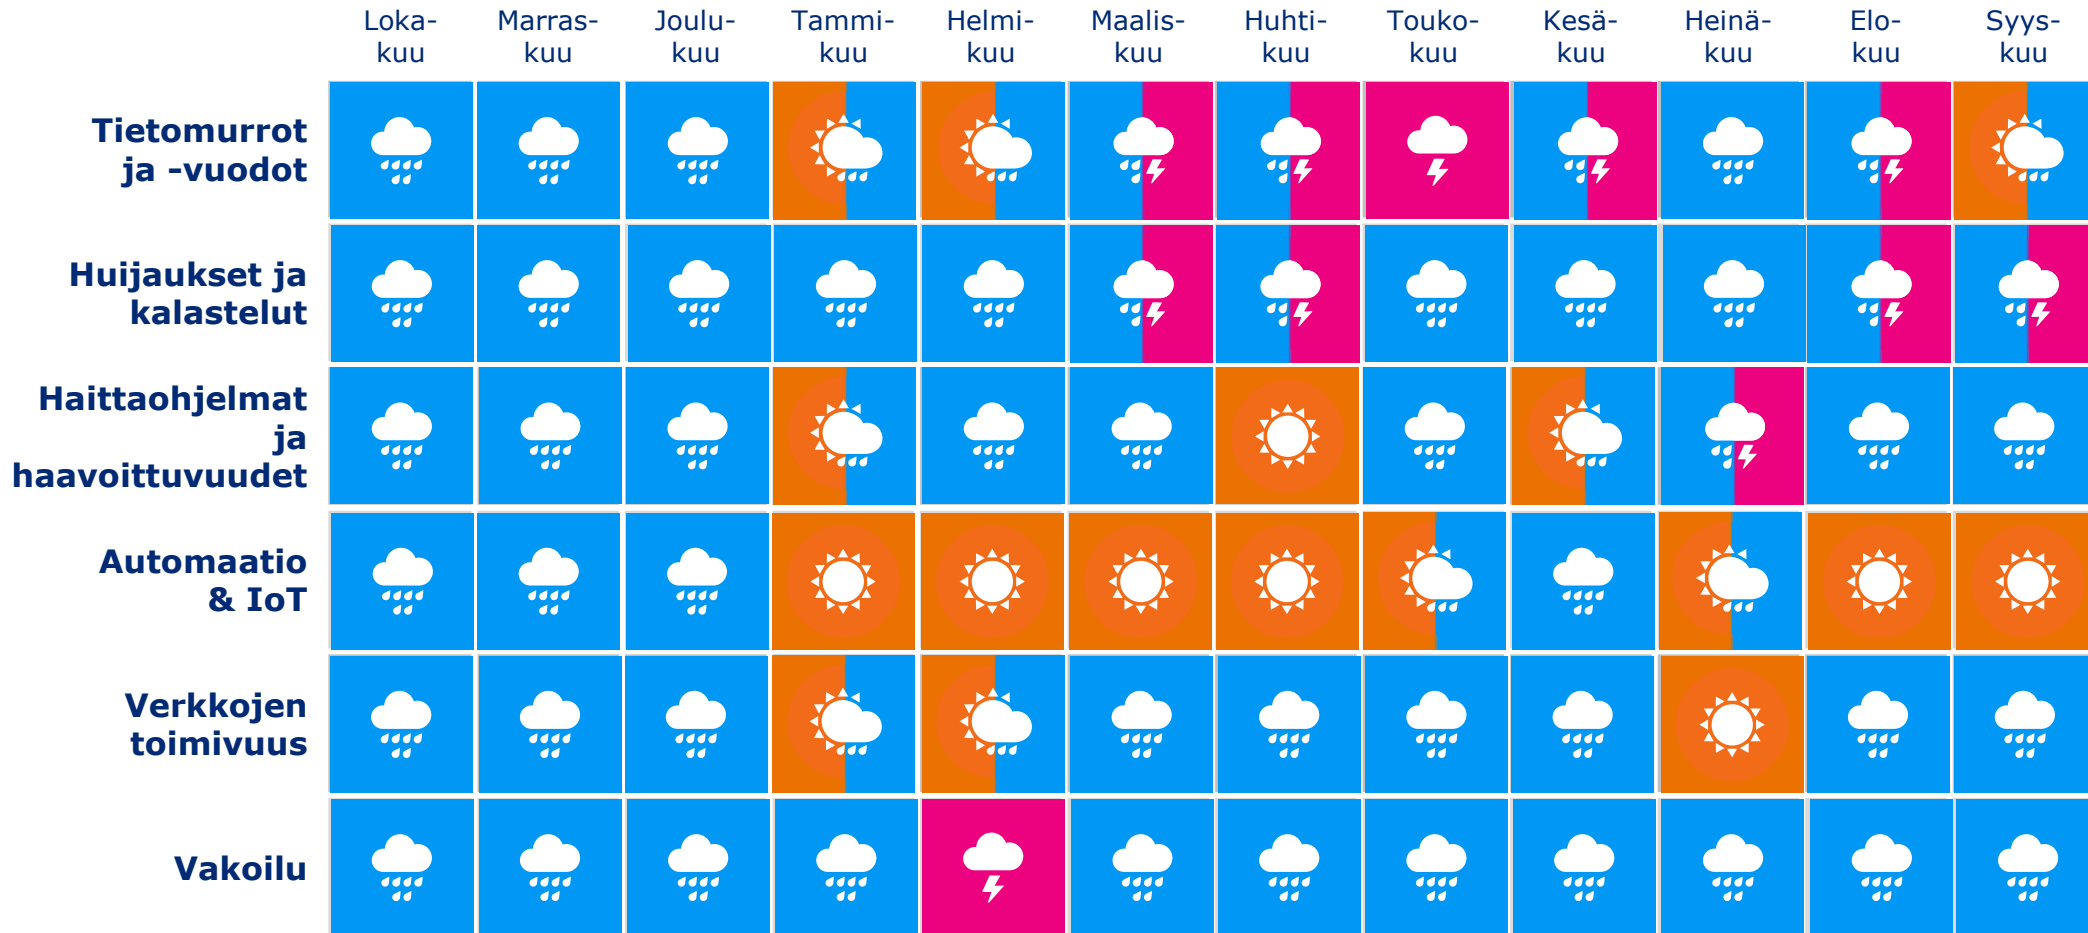 Loka-
kuu
Marras-
kuu
Joulu-
kuu
Tammi-
kuu
Helmi-
kuu
Maalis-
kuu
Huhti-
kuu
Touko-
kuu
Kesä-
kuu
Heinä-
kuu
Elo-
kuu
Syys-
kuu
Tietomurrot
ja -vuodot
Huijaukset ja
kalastelut
Haittaohjelmat
ja
haavoittuvuudet
Automaatio
& IoT
Verkkojen
toimivuus
Vakoilu